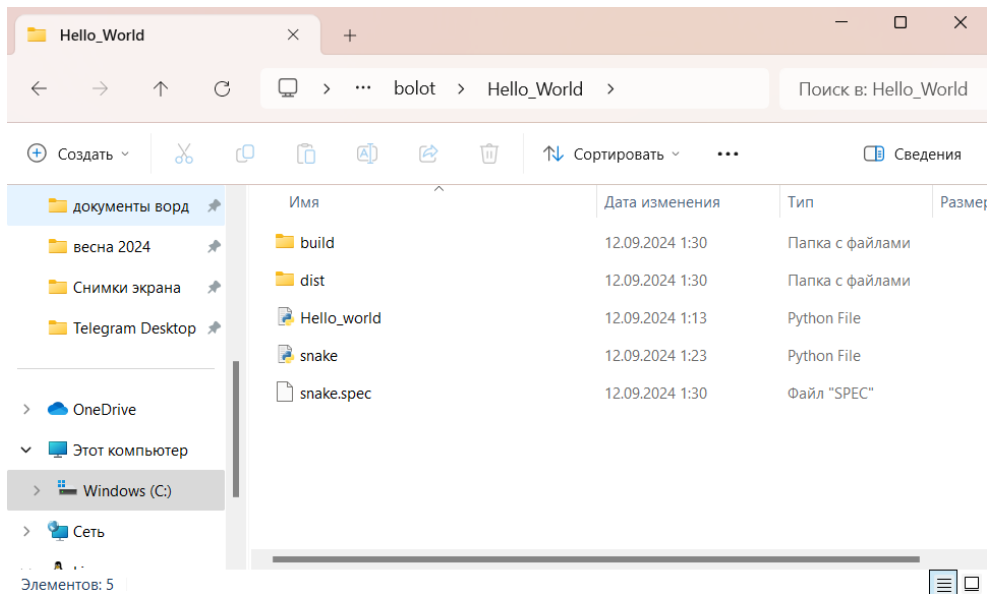 Hello_World
bolot > Hello_World >
Поиск в: Hello_World
Создать
Сортировать
Сведения
документы ворд
весна 2024
Снимки экрана
Telegram Desktop
OneDrive
Этот компьютер
Windows (C:)
Сеть
Имя Дата изменения Тип Размер
build 12.09.2024 1:30 Папка с файлами
dist 12.09.2024 1:30 Папка с файлами
Hello_world 12.09.2024 1:13 Python File
snake 12.09.2024 1:23 Python File
snake.spec 12.09.2024 1:30 Файл "SPEC"
Элементов: 5